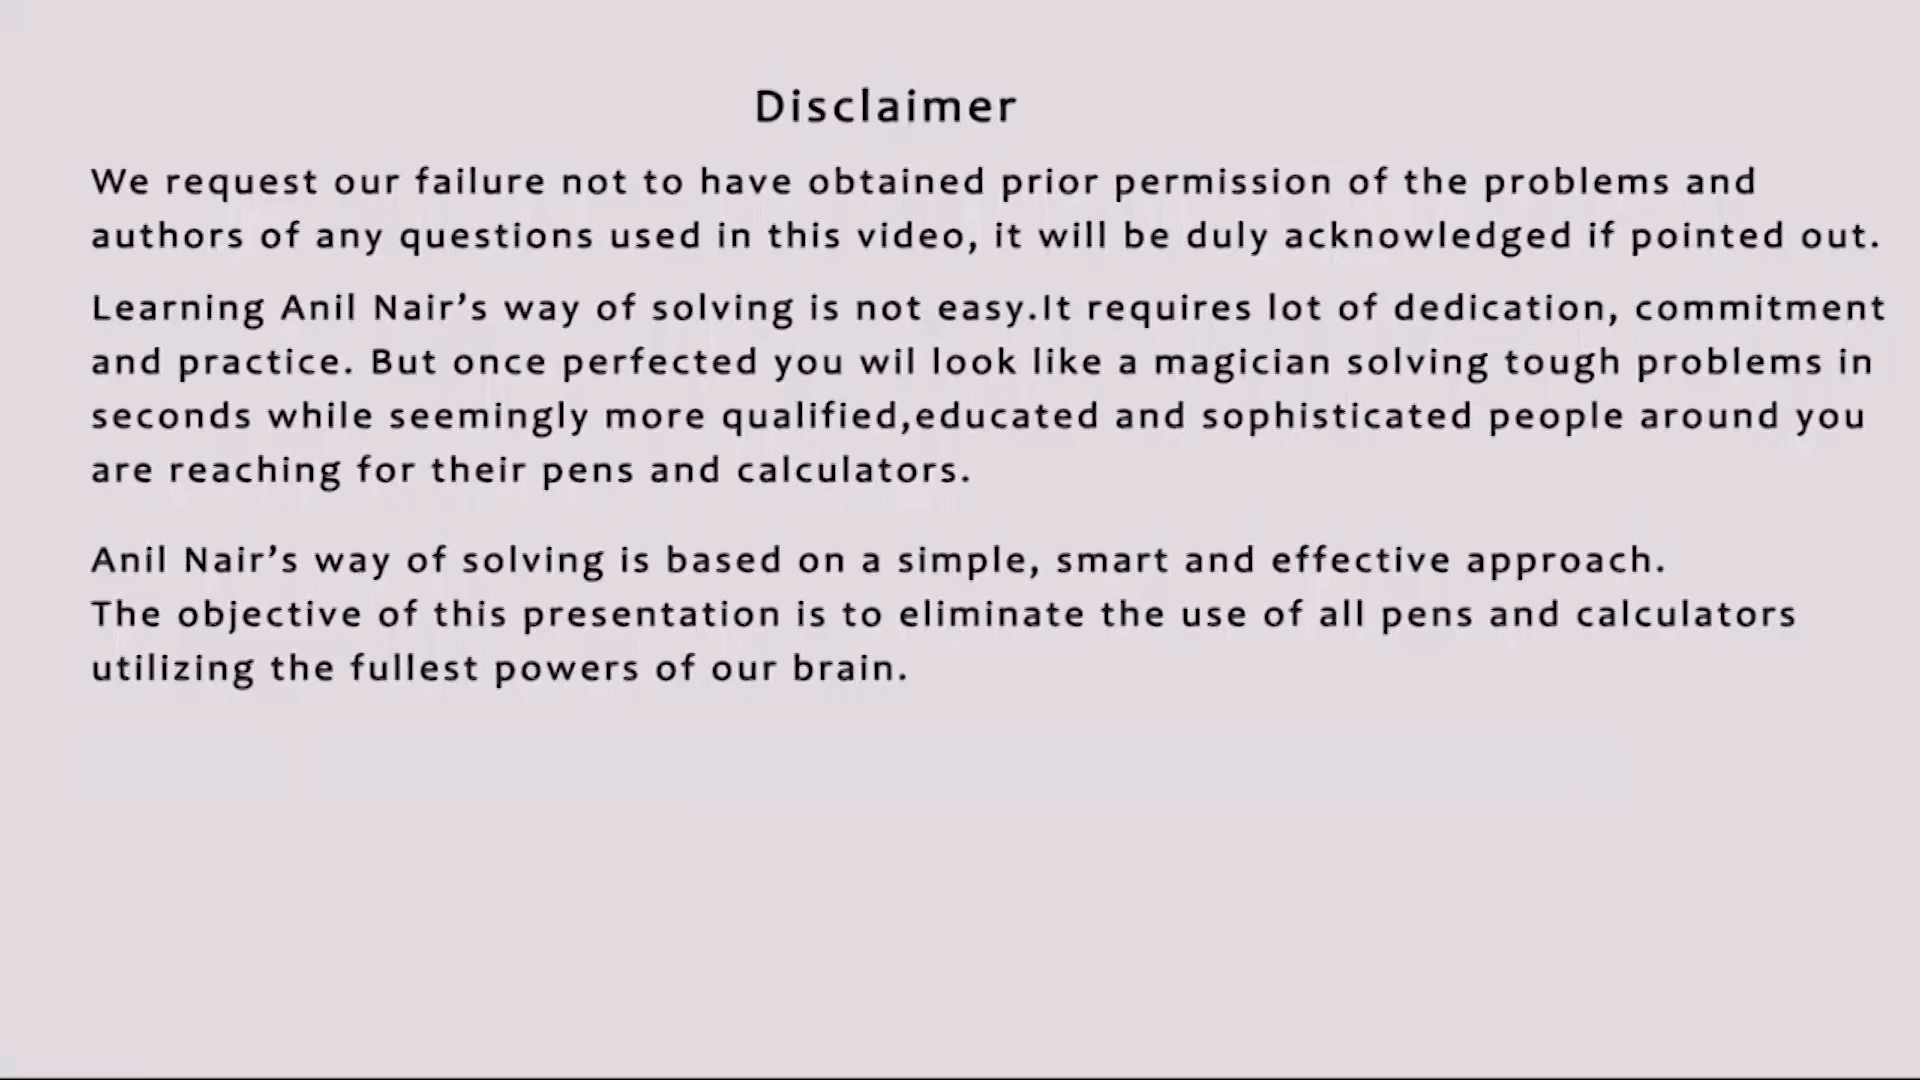 Disclaimer
We request our failure not to have obtained prior permission of the problems and
authors of any questions used in this video, it will be duly acknowledged if pointed out.
Learning Anil Nair’s way of solving is not easy.It requires lot of dedication, commitment
and practice. But once perfected you wil look like a magician solving tough problems in
seconds while seemingly more qualified,educated and sophisticated people around you
are reaching for their pens and calculators.
Anil Nair’s way of solving is based on a simple, smart and effective approach.
The objective of this presentation is to eliminate the use of all pens and calculators
utilizing the fullest powers of our brain.